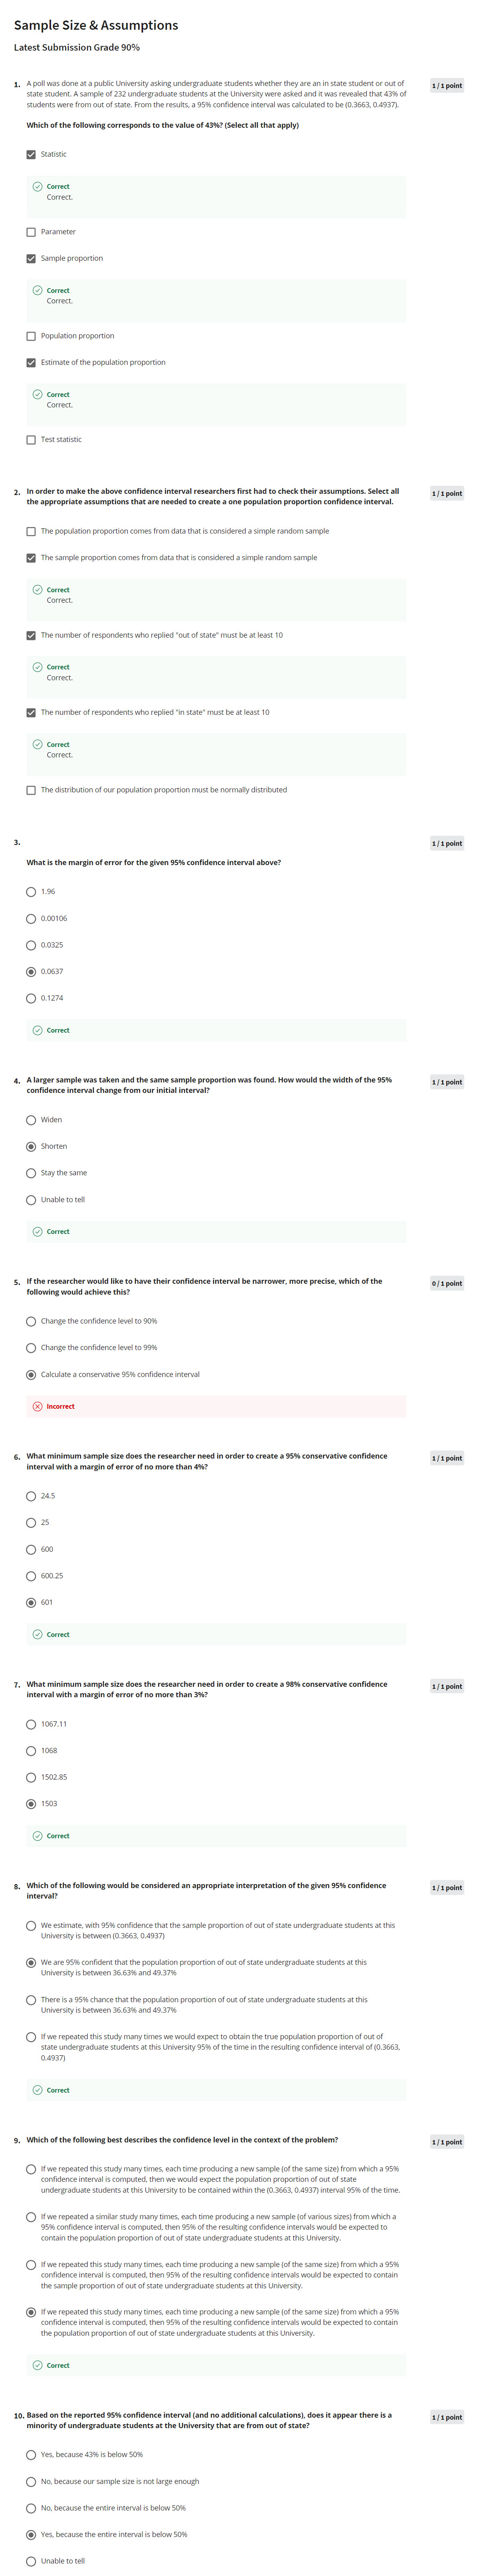 Sample Size & Assumptions
Latest Submission Grade 90%
1. A poll was done at a public University asking undergraduate students whether they are an in state student or out of
state student. A sample of 232 undergraduate students at the University were asked and it was revealed that 43% of
students were from out of state. From the results, a 95% confidence interval was calculated to be (0.3663, 0.4937).
1 / 1 point
Which of the following corresponds to the value of 43%? (Select all that apply)
Statistic
Correct
Correct.
Parameter
Sample proportion
Correct
Correct.
Population proportion
Estimate of the population proportion
Correct
Correct.
Test statistic
2. In order to make the above confidence interval researchers first had to check their assumptions. Select all
the appropriate assumptions that are needed to create a one population proportion confidence interval.
1 / 1 point
The population proportion comes from data that is considered a simple random sample
The sample proportion comes from data that is considered a simple random sample
Correct
Correct.
The number of respondents who replied "out of state" must be at least 10
Correct
Correct.
The number of respondents who replied "in state" must be at least 10
Correct
Correct.
The distribution of our population proportion must be normally distributed
3.
1 / 1 point
What is the margin of error for the given 95% confidence interval above?
1.96
0.00106
0.0325
0.0637
0.1274
Correct
4. A larger sample was taken and the same sample proportion was found. How would the width of the 95%
confidence interval change from our initial interval?
1 / 1 point
Widen
Shorten
Stay the same
Unable to tell
Correct
5. If the researcher would like to have their confidence interval be narrower, more precise, which of the
following would achieve this?
0 / 1 point
Change the confidence level to 90%
Change the confidence level to 99%
Calculate a conservative 95% confidence interval
Incorrect
6. What minimum sample size does the researcher need in order to create a 95% conservative confidence
interval with a margin of error of no more than 4%?
1 / 1 point
24.5
25
600
600.25
601
Correct
7. What minimum sample size does the researcher need in order to create a 98% conservative confidence
interval with a margin of error of no more than 3%?
1 / 1 point
1067.11
1068
1502.85
1503
Correct
8. Which of the following would be considered an appropriate interpretation of the given 95% confidence
interval?
1 / 1 point
We estimate, with 95% confidence that the sample proportion of out of state undergraduate students at this
University is between (0.3663, 0.4937)
We are 95% confident that the population proportion of out of state undergraduate students at this
University is between 36.63% and 49.37%
There is a 95% chance that the population proportion of out of state undergraduate students at this
University is between 36.63% and 49.37%
If we repeated this study many times we would expect to obtain the true population proportion of out of
state undergraduate students at this University 95% of the time in the resulting confidence interval of (0.3663,
0.4937)
Correct
9. Which of the following best describes the confidence level in the context of the problem?
1 / 1 point
If we repeated this study many times, each time producing a new sample (of the same size) from which a 95%
confidence interval is computed, then we would expect the population proportion of out of state
undergraduate students at this University to be contained within the (0.3663, 0.4937) interval 95% of the time.
If we repeated a similar study many times, each time producing a new sample (of various sizes) from which a
95% confidence interval is computed, then 95% of the resulting confidence intervals would be expected to
contain the population proportion of out of state undergraduate students at this University.
If we repeated this study many times, each time producing a new sample (of the same size) from which a 95%
confidence interval is computed, then 95% of the resulting confidence intervals would be expected to contain
the sample proportion of out of state undergraduate students at this University.
If we repeated this study many times, each time producing a new sample (of the same size) from which a 95%
confidence interval is computed, then 95% of the resulting confidence intervals would be expected to contain
the population proportion of out of state undergraduate students at this University.
Correct
10. Based on the reported 95% confidence interval (and no additional calculations), does it appear there is a
minority of undergraduate students at the University that are from out of state?
1 / 1 point
Yes, because 43% is below 50%
No, because our sample size is not large enough
No, because the entire interval is below 50%
Yes, because the entire interval is below 50%
Unable to tell